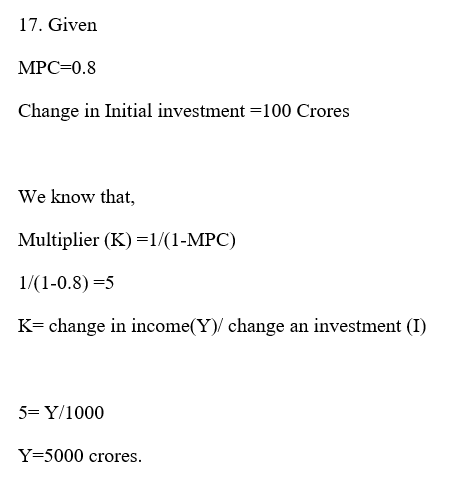 17. Given
MPC=0.8
Change in Initial investment =100 Crores
We know that,
Multiplier (K) =1/(1-MPC)
1/(1-0.8) =5
K= change in income(Y)/ change an investment (I)
5= Y/1000
Y=5000 crores.